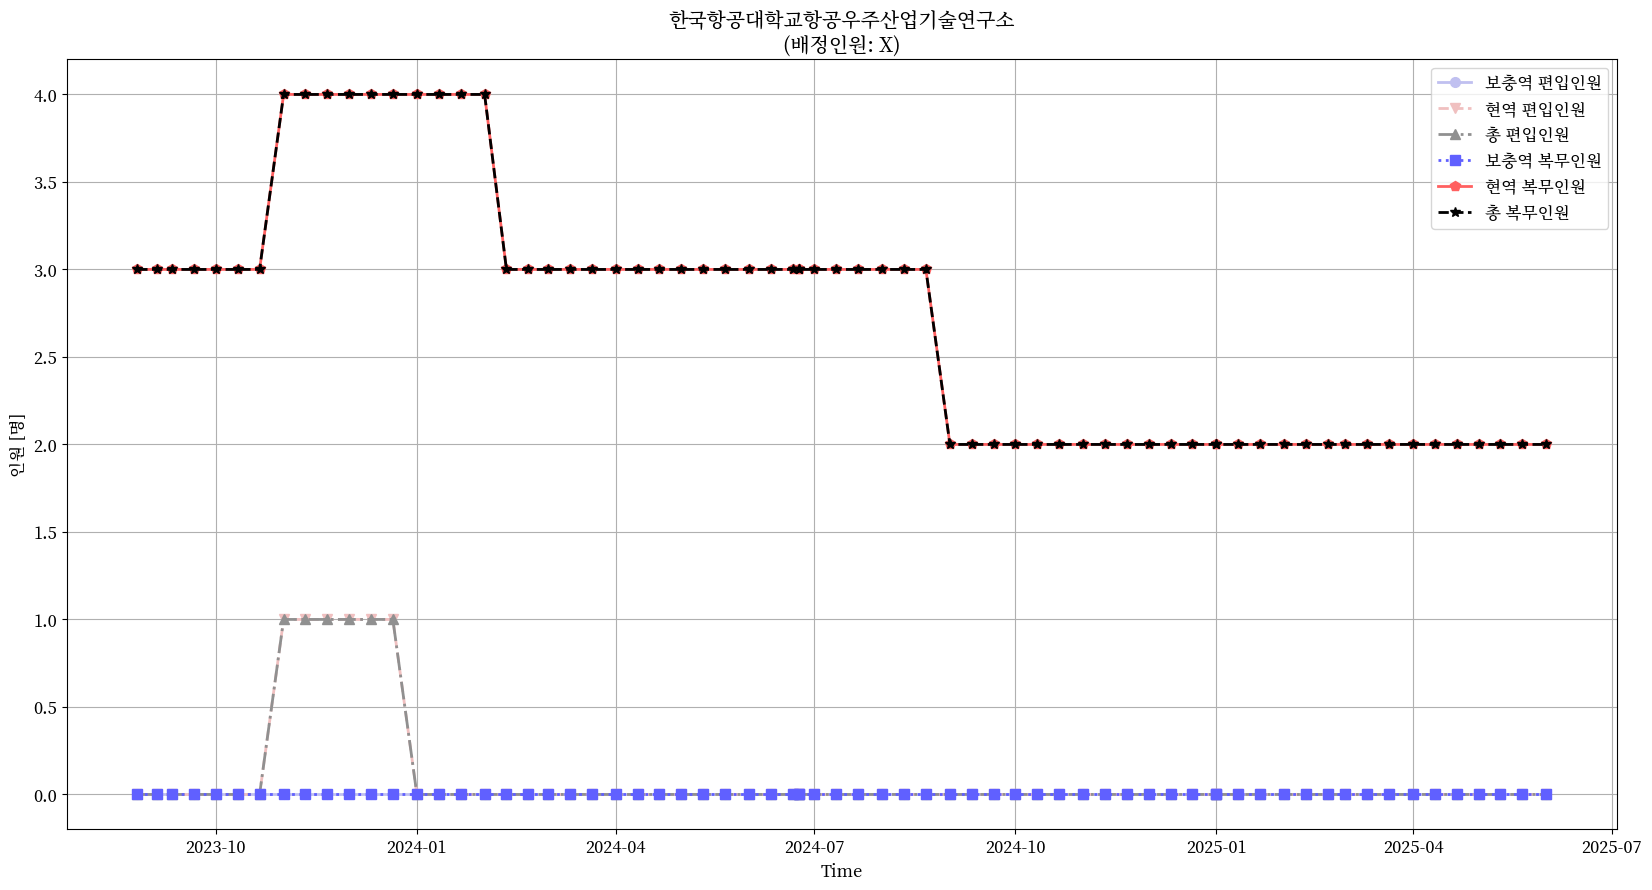 한국항공대학교항공우주산업기술연구소
(배정인원: X)
보충역 편입인원
현역 편입인원
총 편입인원
보충역 복무인원
현역 복무인원
총 복무인원
4.0
3.5
3.0
2.5
2.0
1.5
1.0
0.5
0.0
인원 [명]
2023-10
2024-01
2024-04
2024-07
2024-10
2025-01
2025-04
2025-07
Time